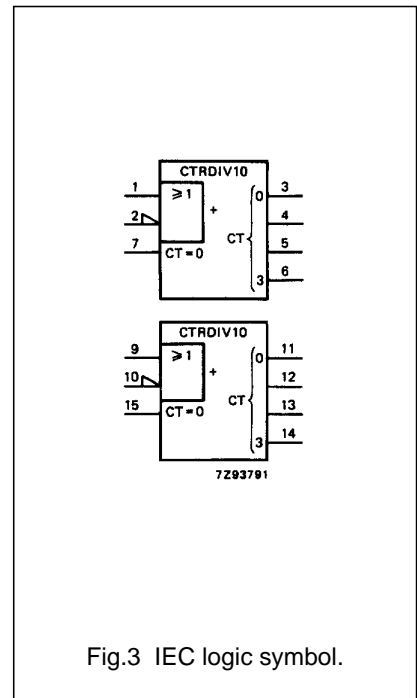 CTRDIV10
1 ≥1 0 3
2 + 4
7 CT=0 CT 5
3 6
CTRDIV10
9 ≥1 0 11
10 + 12
15 CT=0 CT 13
3 14
7Z93791
Fig.3 IEC logic symbol.